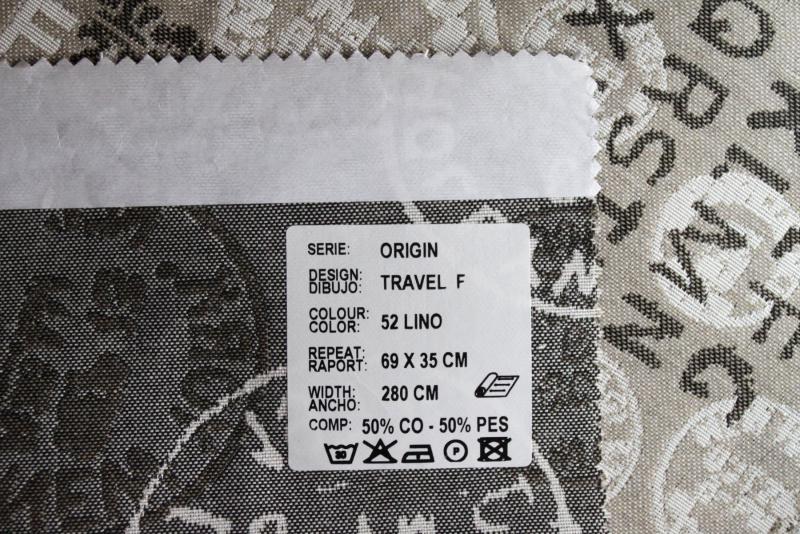 SERIE: ORIGIN
DESIGN:
DIBUJO: TRAVEL F
COLOUR:
COLOR: 52 LINO
REPEAT:
RAPORT: 69 X 35 CM
WIDTH:
ANCHO: 280 CM
COMP: 50% CO - 50% PES
30 P